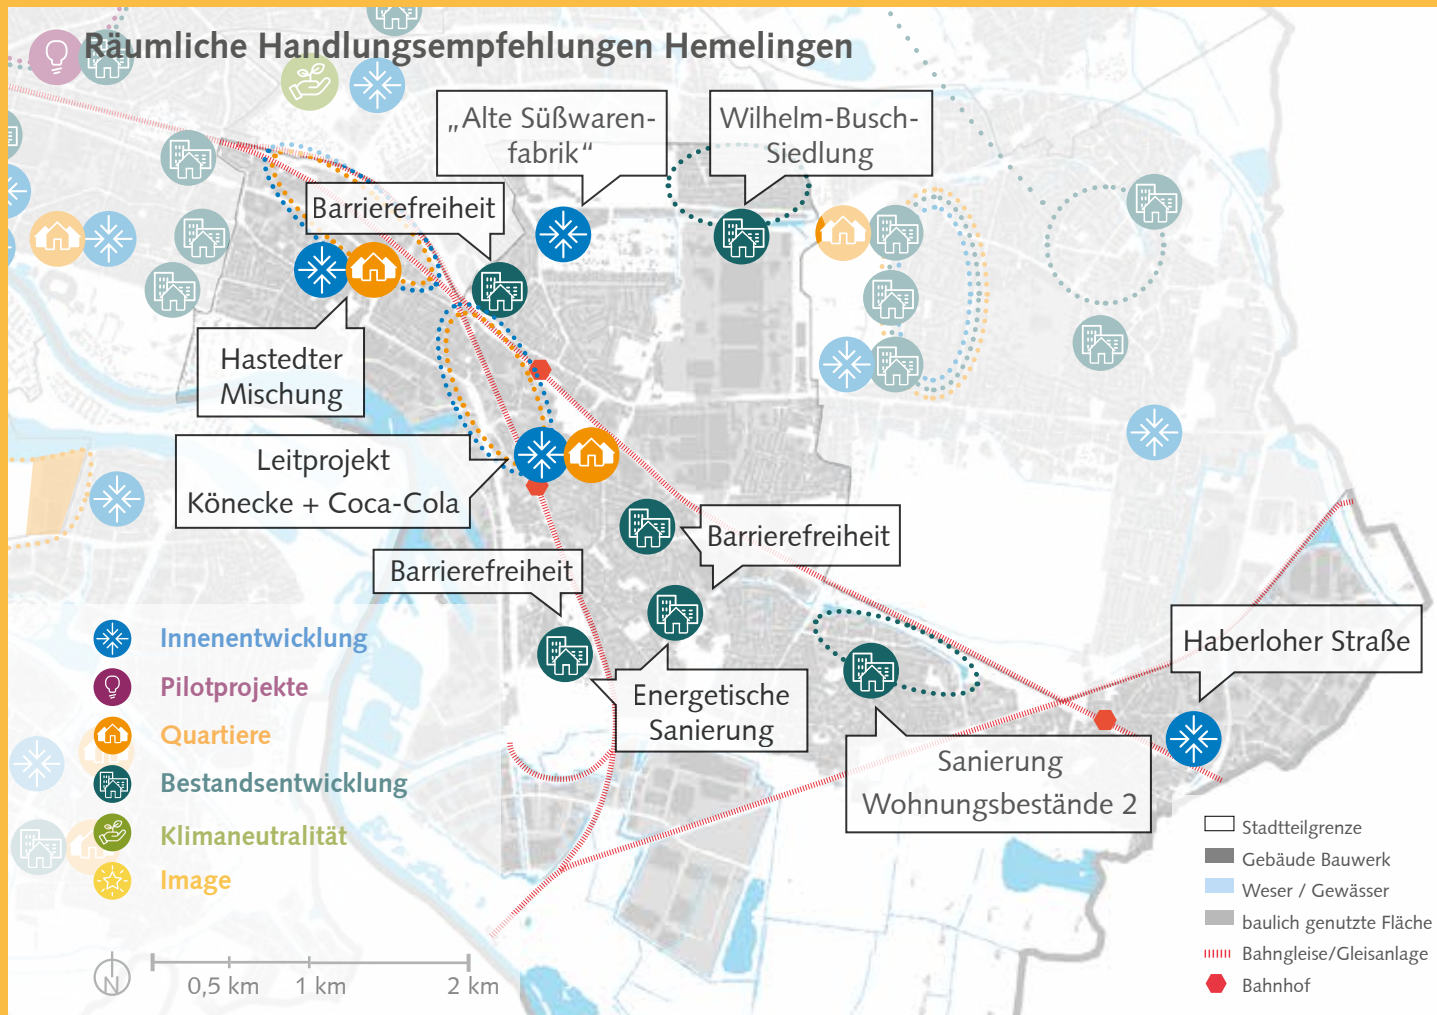 Räumliche Handlungsempfehlungen Hemelingen
„Alte Süßwaren-
fabrik“
Wilhelm-Busch-
Siedlung
Barrierefreiheit
Hastedter
Mischung
Leitprojekt
Könecke + Coca-Cola
Barrierefreiheit
Barrierefreiheit
Energetische
Sanierung
Haberloher Straße
Sanierung
Wohnungsbestände 2
Innenentwicklung
Pilotprojekte
Quartiere
Bestandsentwicklung
Klimaneutralität
Image
N
0,5 km
1 km
2 km
Stadtteilgrenze
Gebäude Bauwerk
Weser / Gewässer
baulich genutzte Fläche
Bahngleise/Gleisanlage
Bahnhof